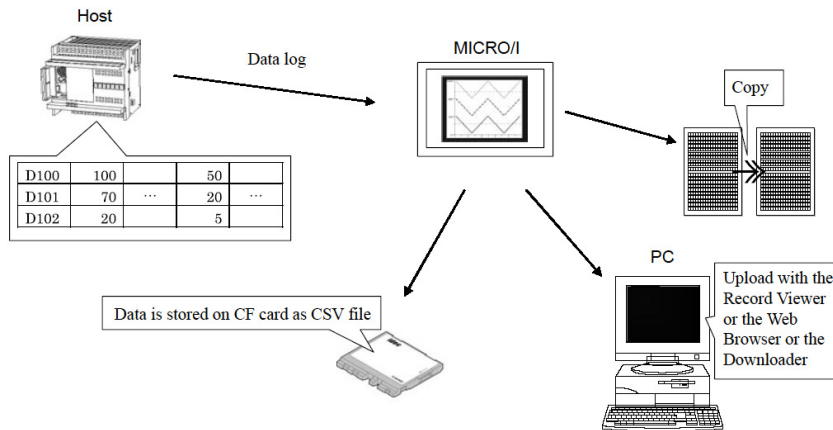 Host
Data log
MICRO/I
Copy
D100 100 50
D101 70 ... 20 ...
D102 20 5
PC
Data is stored on CF card as CSV file
Upload with the
Record Viewer
or the Web
Browser or the
Downloader